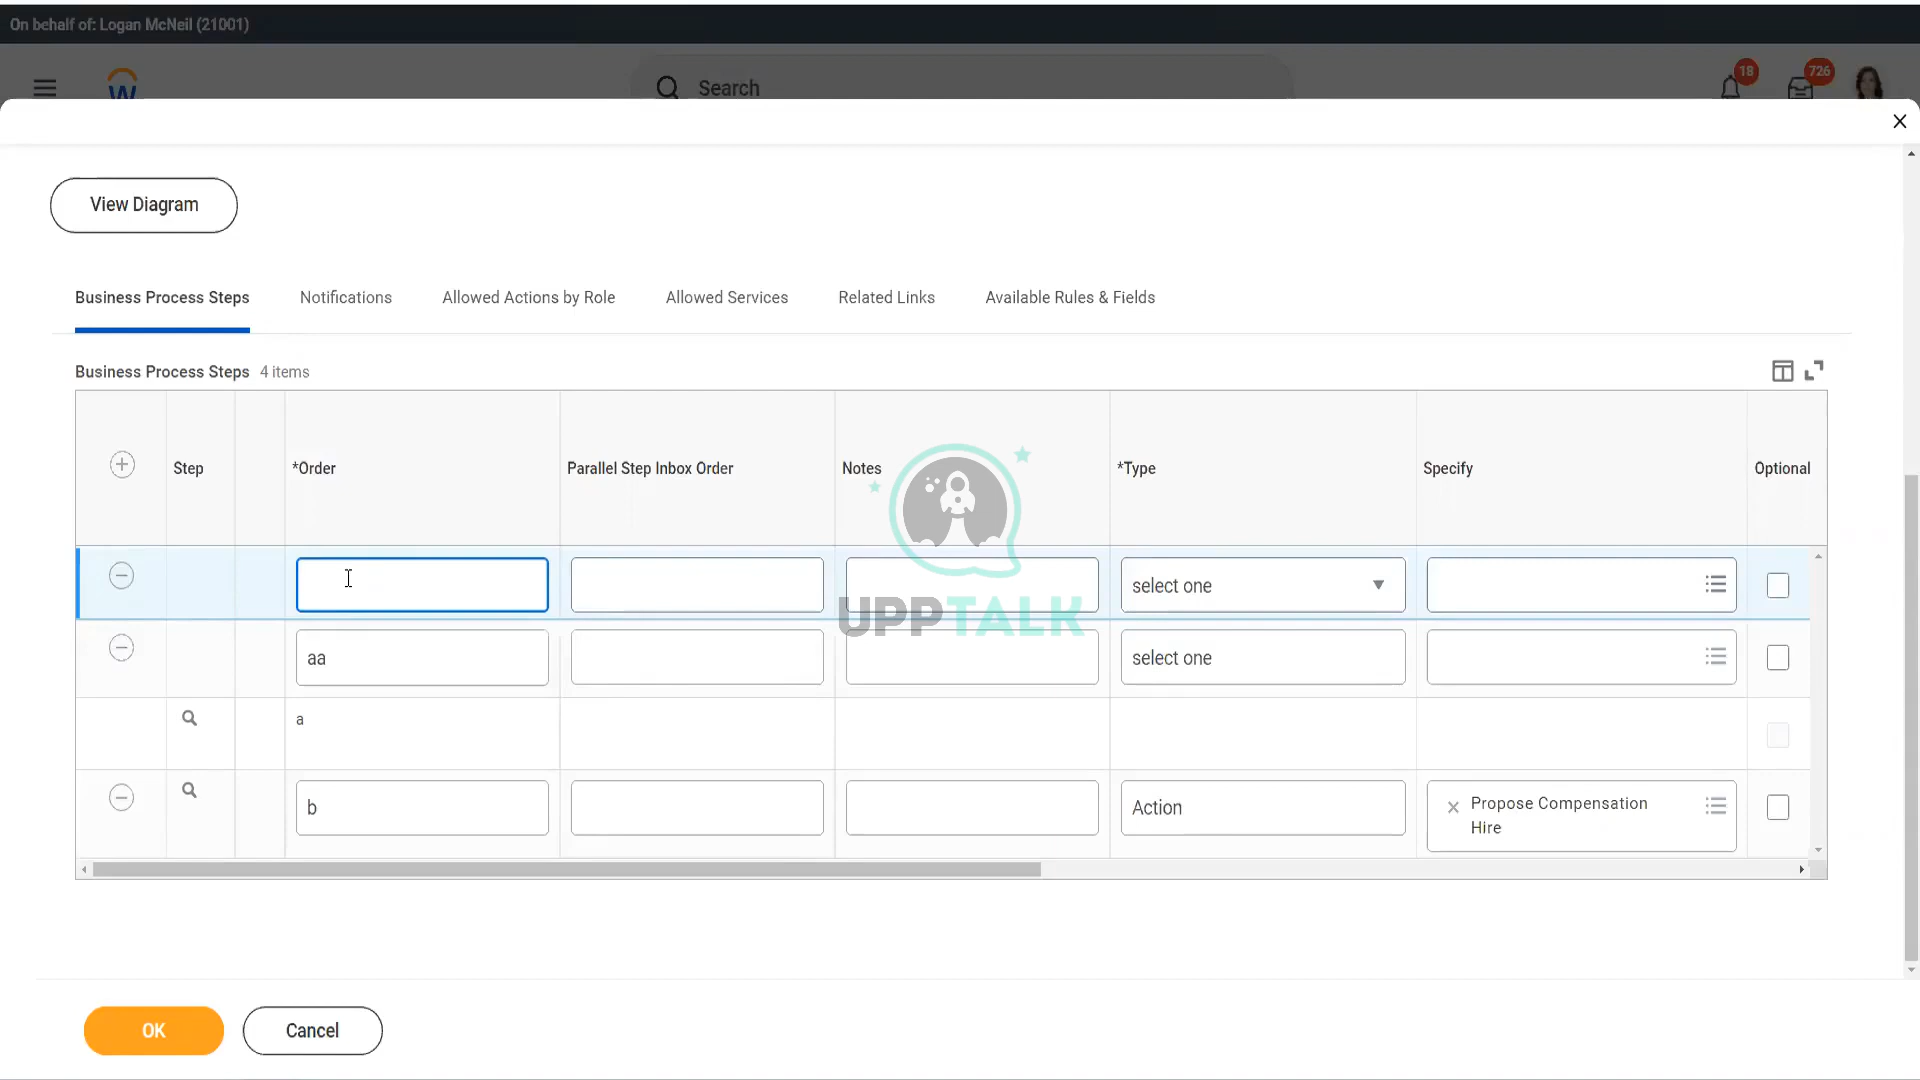 On behalf of: Logan McNeil (21001)
W
Search
18
726
View Diagram
Business Process Steps
Notifications
Allowed Actions by Role
Allowed Services
Related Links
Available Rules & Fields
Business Process Steps 4 items
Step
*Order
Parallel Step Inbox Order
Notes
*Type
Specify
Optional
select one
UPPTALK
aa
select one
a
b
Action
Propose Compensation
Hire
OK
Cancel